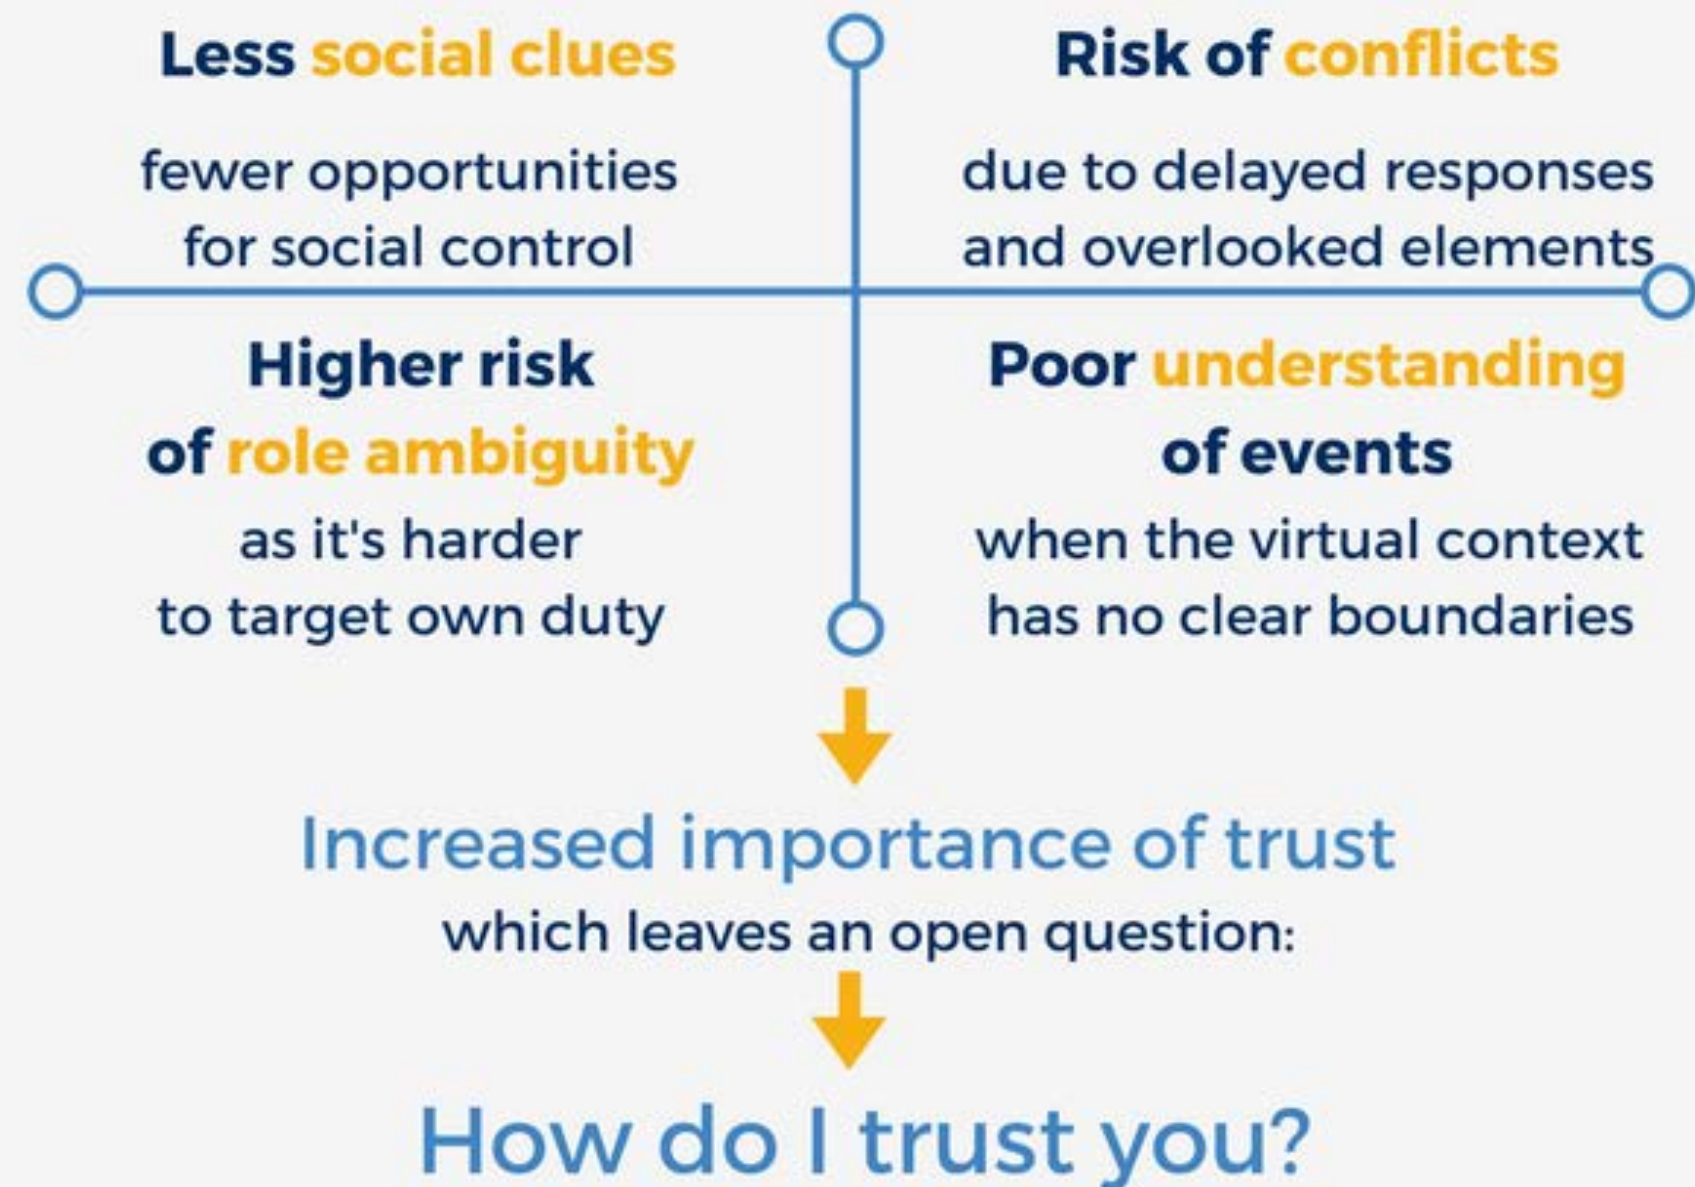 Less social clues
fewer opportunities
for social control
Risk of conflicts
due to delayed responses
and overlooked elements
Higher risk
of role ambiguity
as it's harder
to target own duty
Poor understanding
of events
when the virtual context
has no clear boundaries
Increased importance of trust
which leaves an open question:
How do I trust you?